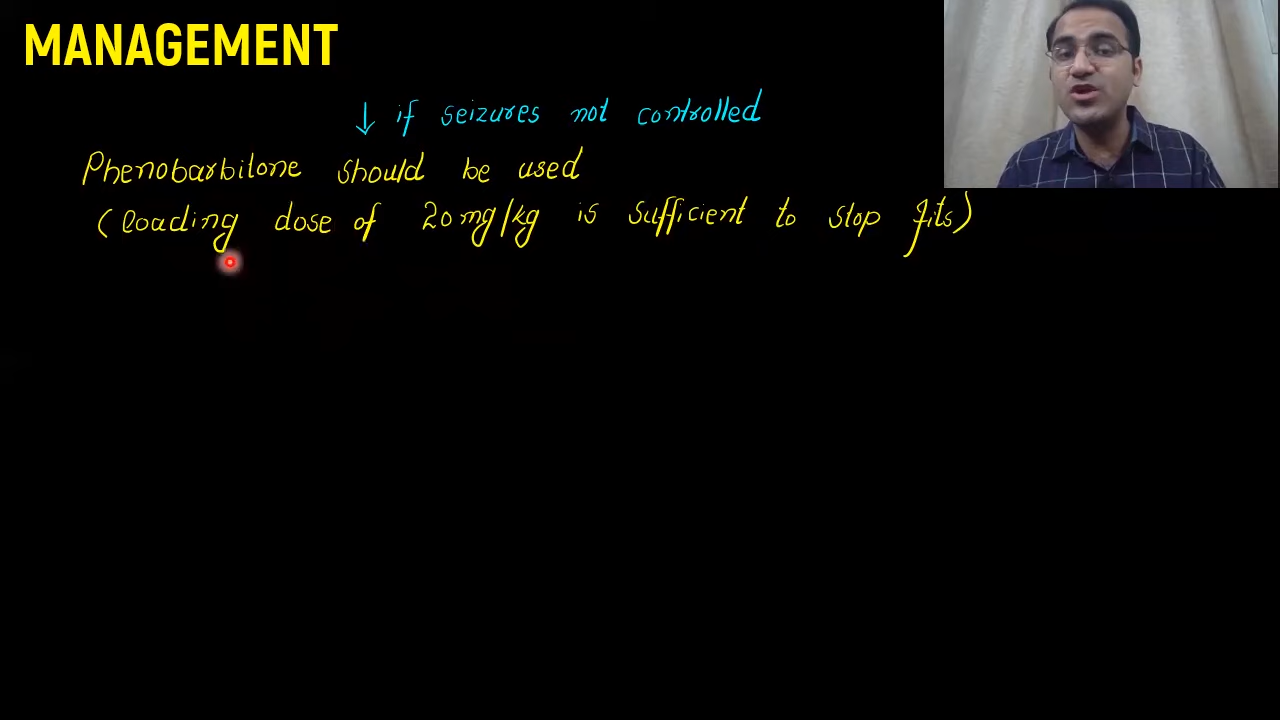 MANAGEMENT
↓ if seizures not controlled
Phenobarbitone should be used
(loading dose of 20mg/kg is sufficient to stop fits)